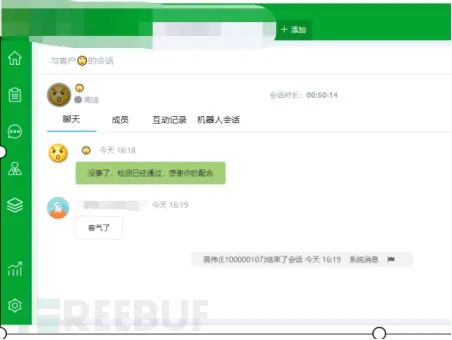 + 添加
与客户🙄的会话
离线
会话时长: 00:50:14
聊天 成员 互动记录 机器人会话
今天 16:18
没事了，检测已经通过，感谢你的配合
今天 16:19
客气了
高伟(E100000107)结束了会话 今天 16:19 系统消息
FREEBUF